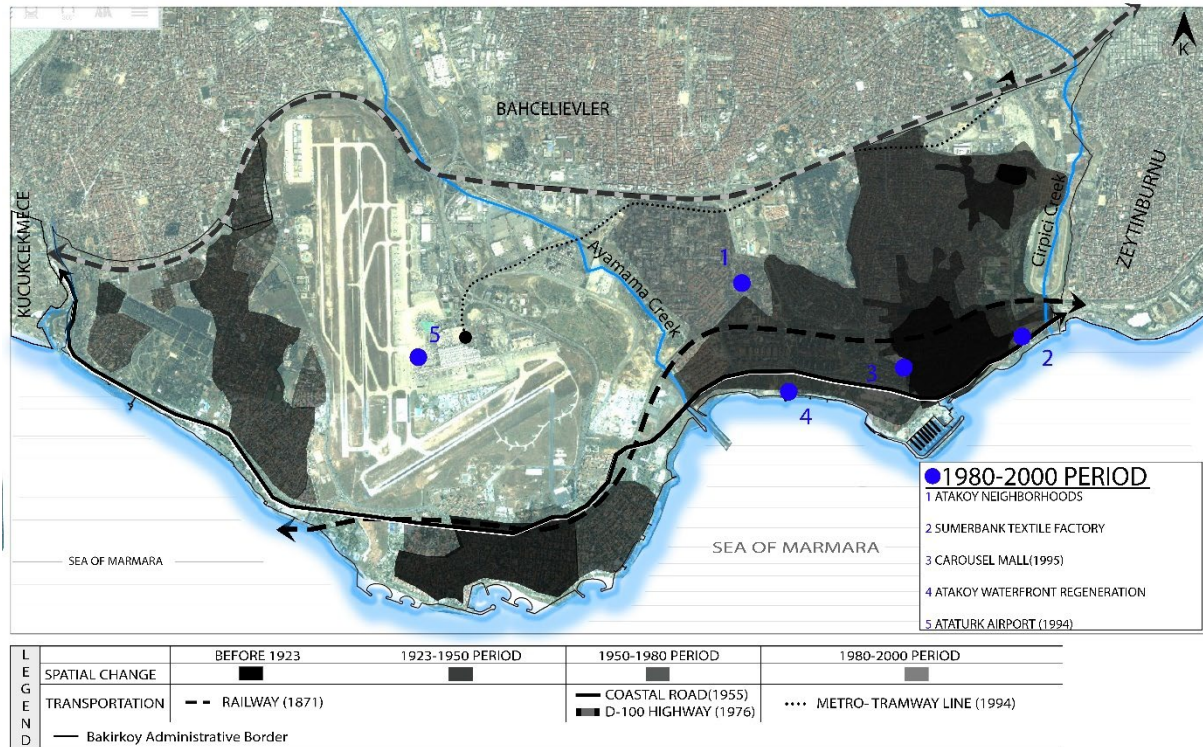 K
BAHCELIEVLER
ZEYTINBURNU
KUCUKCEKMECE
Cirpici Creek
Ayamama Creek
1
5
2
3
4
1980-2000 PERIOD
1 ATAKOY NEIGHBORHOODS
2 SUMERBANK TEXTILE FACTORY
3 CAROUSEL MALL(1995)
4 ATAKOY WATERFRONT REGENERATION
5 ATATURK AIRPORT (1994)
SEA OF MARMARA
SEA OF MARMARA
LEGEND
BEFORE 1923 1923-1950 PERIOD 1950-1980 PERIOD 1980-2000 PERIOD
SPATIAL CHANGE
TRANSPORTATION RAILWAY (1871) COASTAL ROAD(1955) METRO- TRAMWAY LINE (1994)
D-100 HIGHWAY (1976)
Bakirkoy Administrative Border